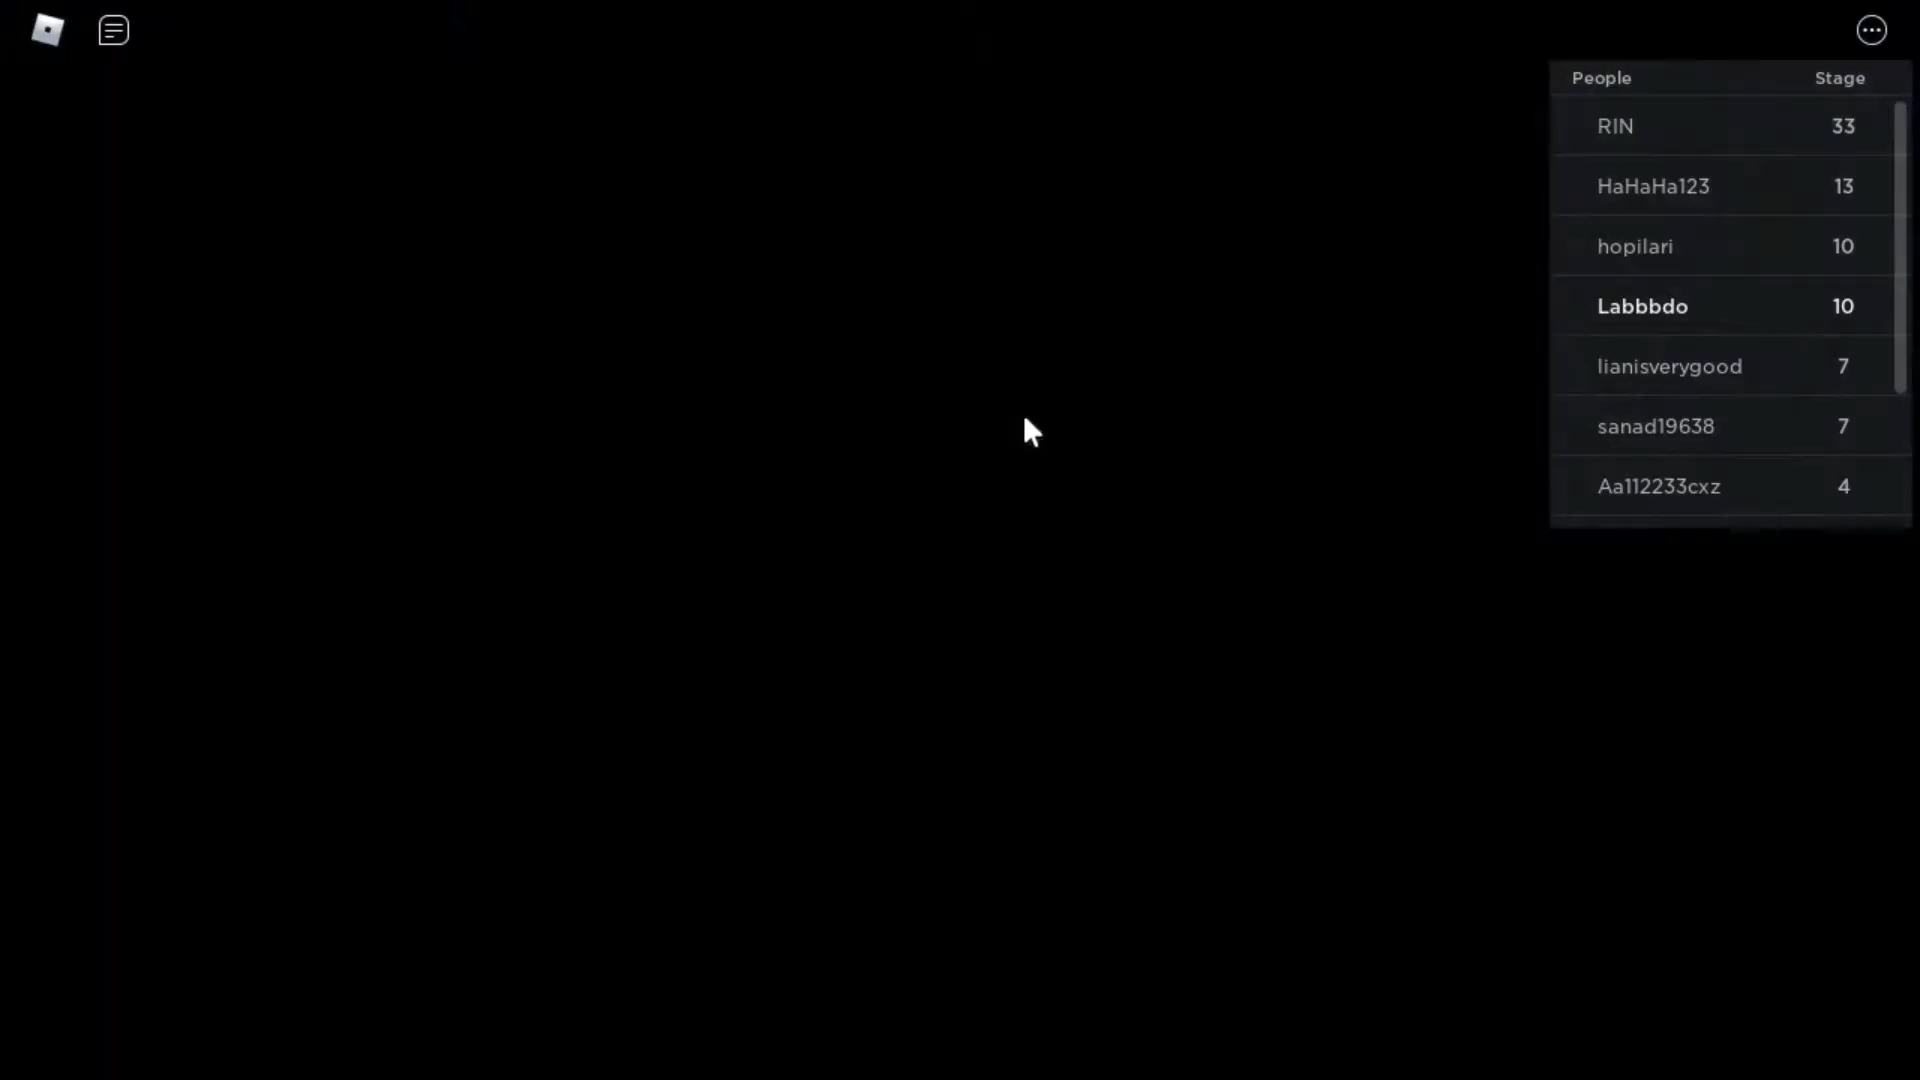 People Stage
RIN 33
HaHaHa123 13
hopilari 10
Labbbdo 10
lianisverygood 7
sanad19638 7
Aa112233cxz 4